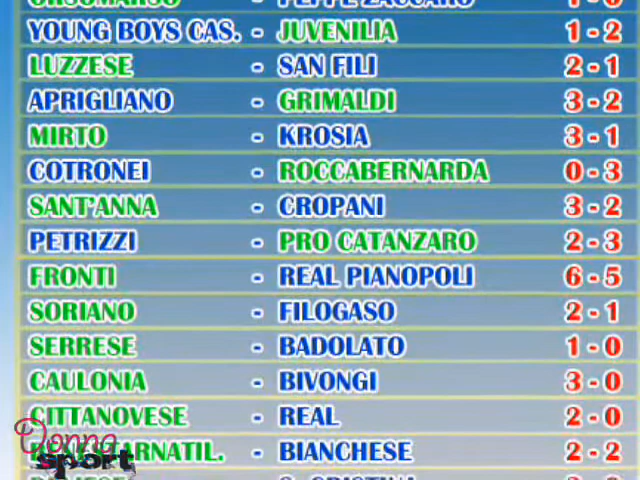 YOUNG BOYS CAS. - JUVENILIA 1 - 2
LUZZESE - SAN FILI 2 - 1
APRIGLIANO - GRIMALDI 3 - 2
MIRTO - KROSIA 3 - 1
COTRONEI - ROCCABERNARDA 0 - 3
SANT'ANNA - CROPANI 3 - 2
PETRIZZI - PRO CATANZARO 2 - 3
FRONTI - REAL PIANOPOLI 6 - 5
SORIANO - FILOGASO 2 - 1
SERRESE - BADOLATO 1 - 0
CAULONIA - BIVONGI 3 - 0
CITTANOVESE - REAL 2 - 0
- BIANCHESE 2 - 2
Donna
sport